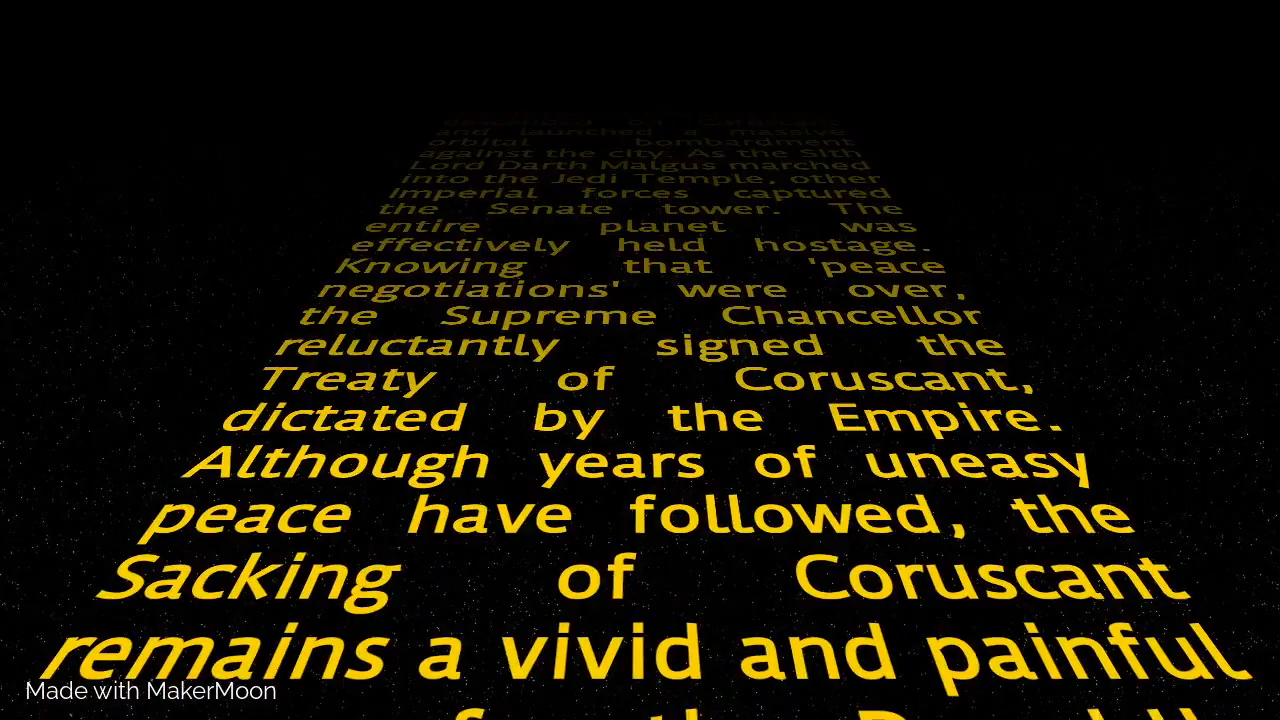 on Coruscant
and launched a massive
orbital bombardment
against the city. As the Sith
Lord Darth Malgus marched
into the Jedi Temple, other
Imperial forces captured
the Senate tower. The
entire planet was
effectively held hostage.
Knowing that 'peace
negotiations' were over,
the Supreme Chancellor
reluctantly signed the
Treaty of Coruscant,
dictated by the Empire.
Although years of uneasy
peace have followed, the
Sacking of Coruscant
remains a vivid and painful
Made with MakerMoon